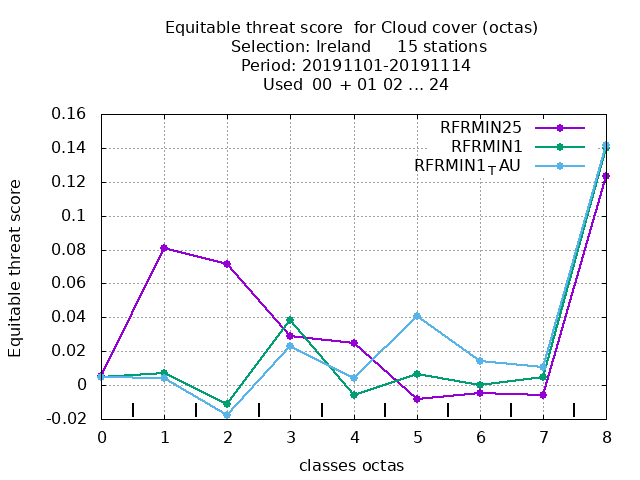 Equitable threat score for Cloud cover (octas)
Selection: Ireland 15 stations
Period: 20191101-20191114
Used 00 + 01 02 ... 24
RFRMIN25
RFRMIN1
RFRMIN1TAU
Equitable threat score
0.16
0.14
0.12
0.1
0.08
0.06
0.04
0.02
0
-0.02
0 1 2 3 4 5 6 7 8
classes octas